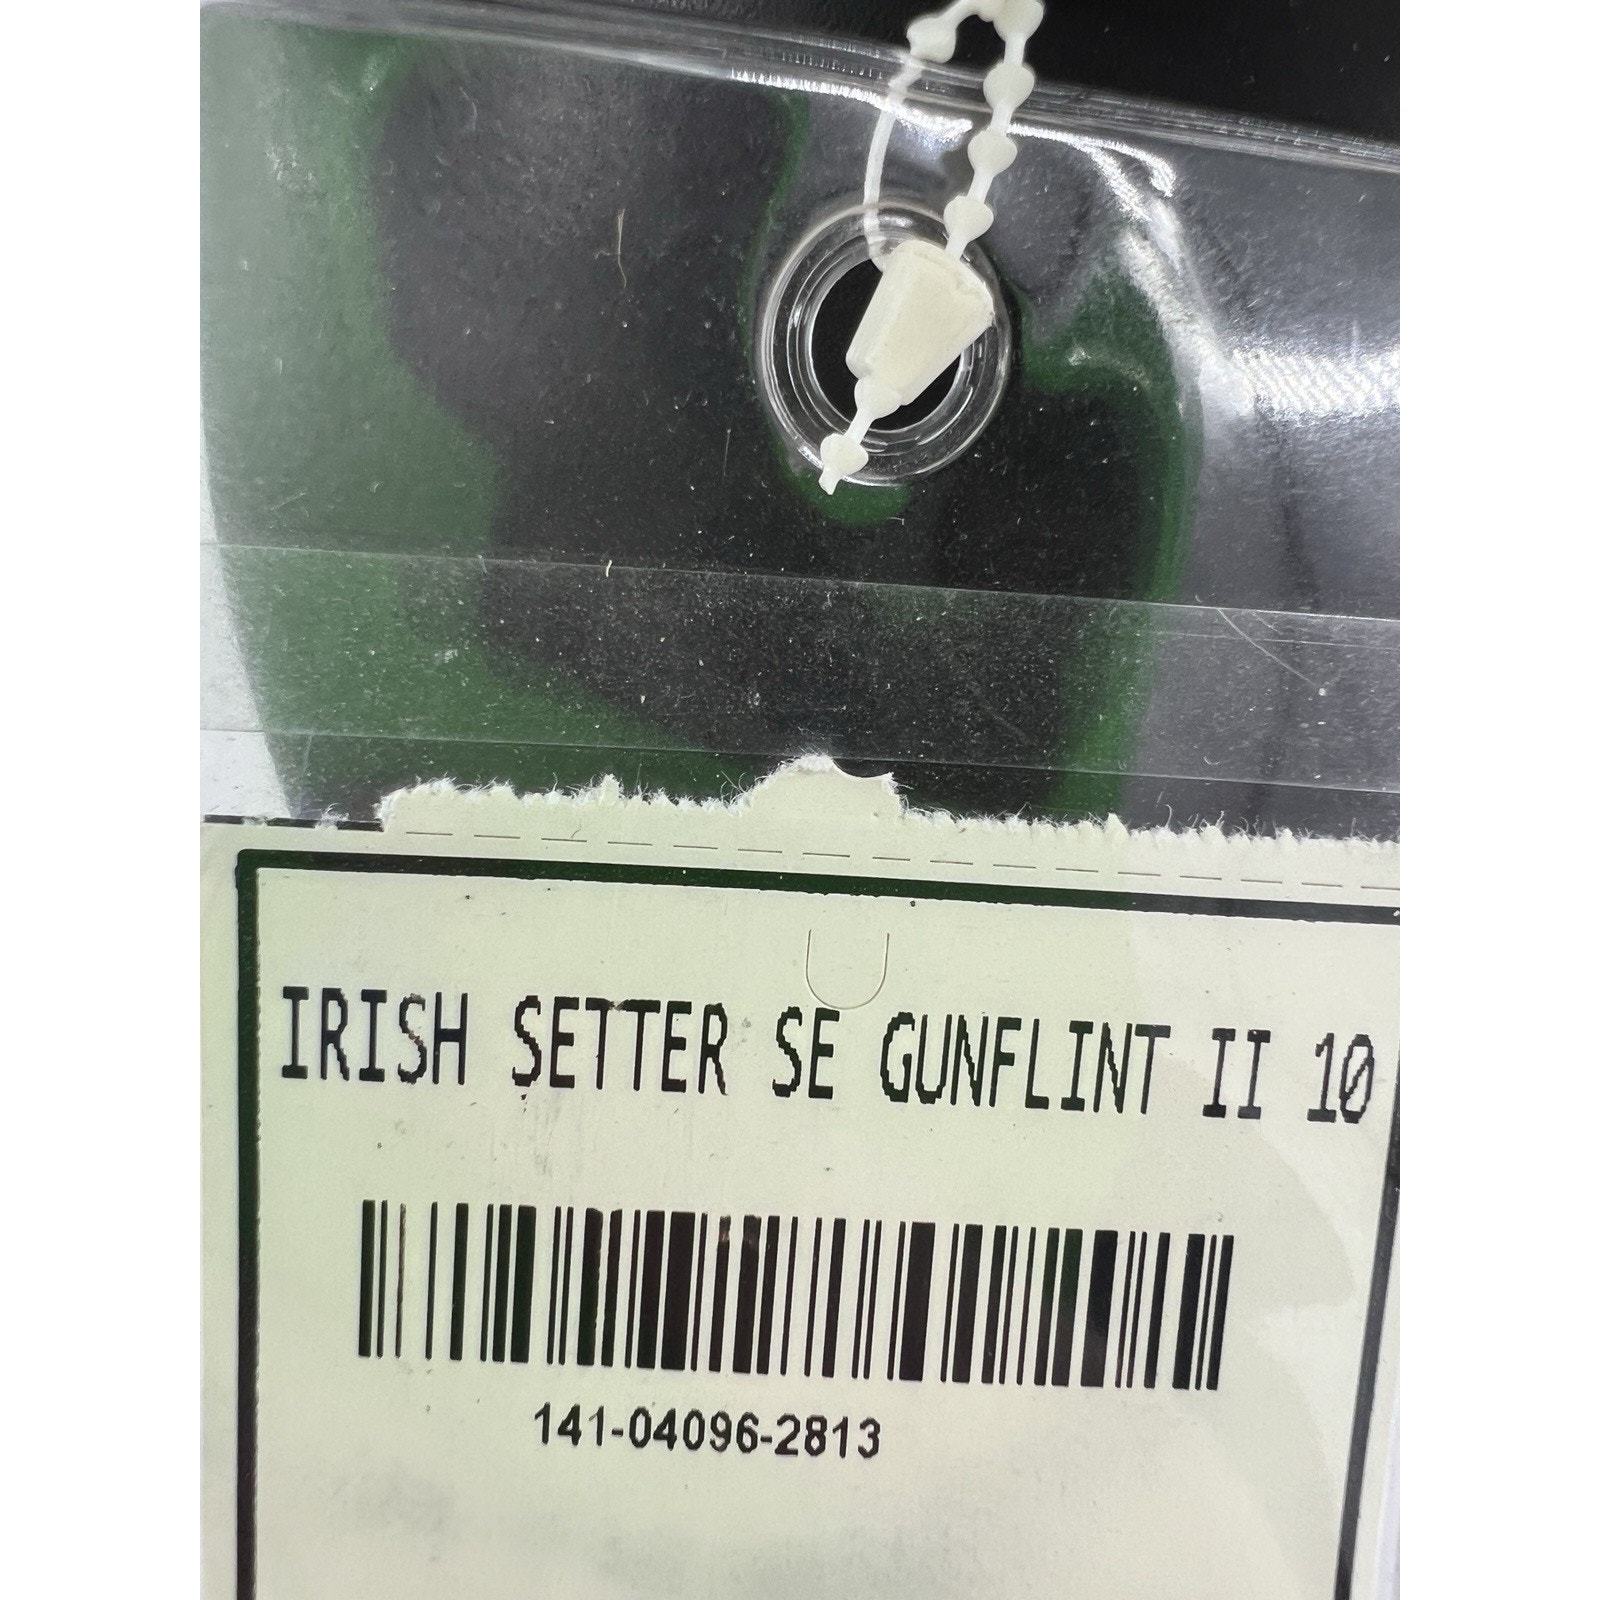 IRISH SETTER SE GUNFLINT II 10
141-04096-2813